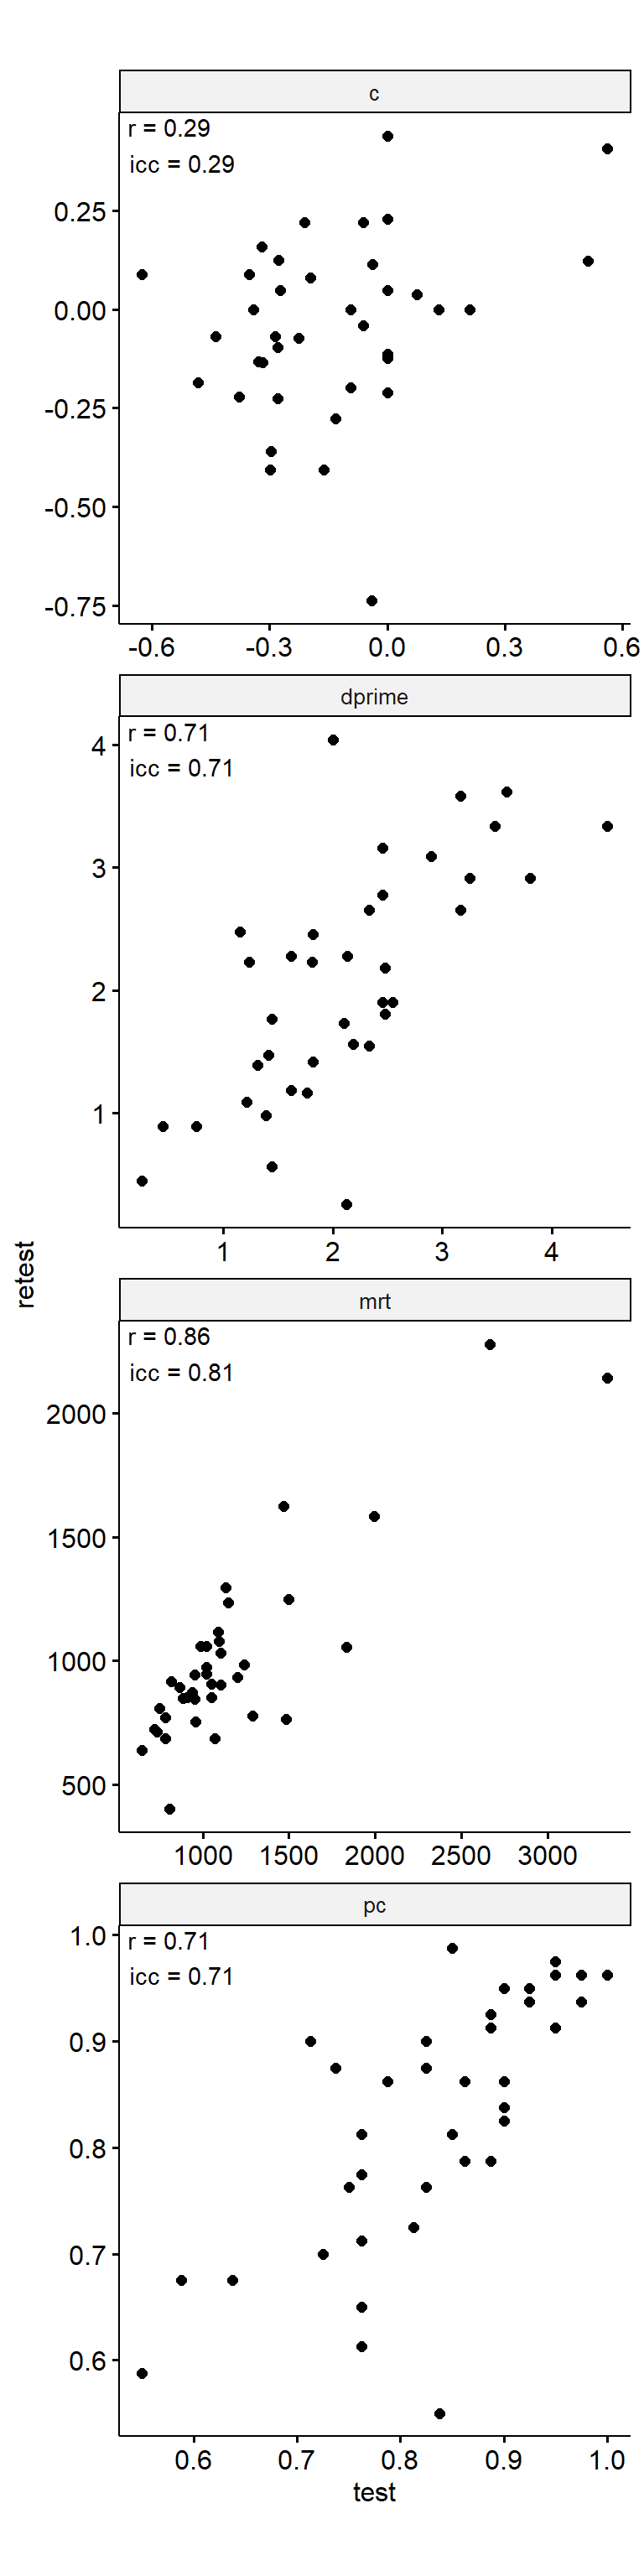 c
r = 0.29
icc = 0.29
0.25
0.00
-0.25
-0.50
-0.75
-0.6 -0.3 0.0 0.3 0.6
dprime
r = 0.71
icc = 0.71
4
3
2
1
1 2 3 4
retest
mrt
r = 0.86
icc = 0.81
2000
1500
1000
500
1000 1500 2000 2500 3000
pc
r = 0.71
icc = 0.71
1.0
0.9
0.8
0.7
0.6
0.6 0.7 0.8 0.9 1.0
test